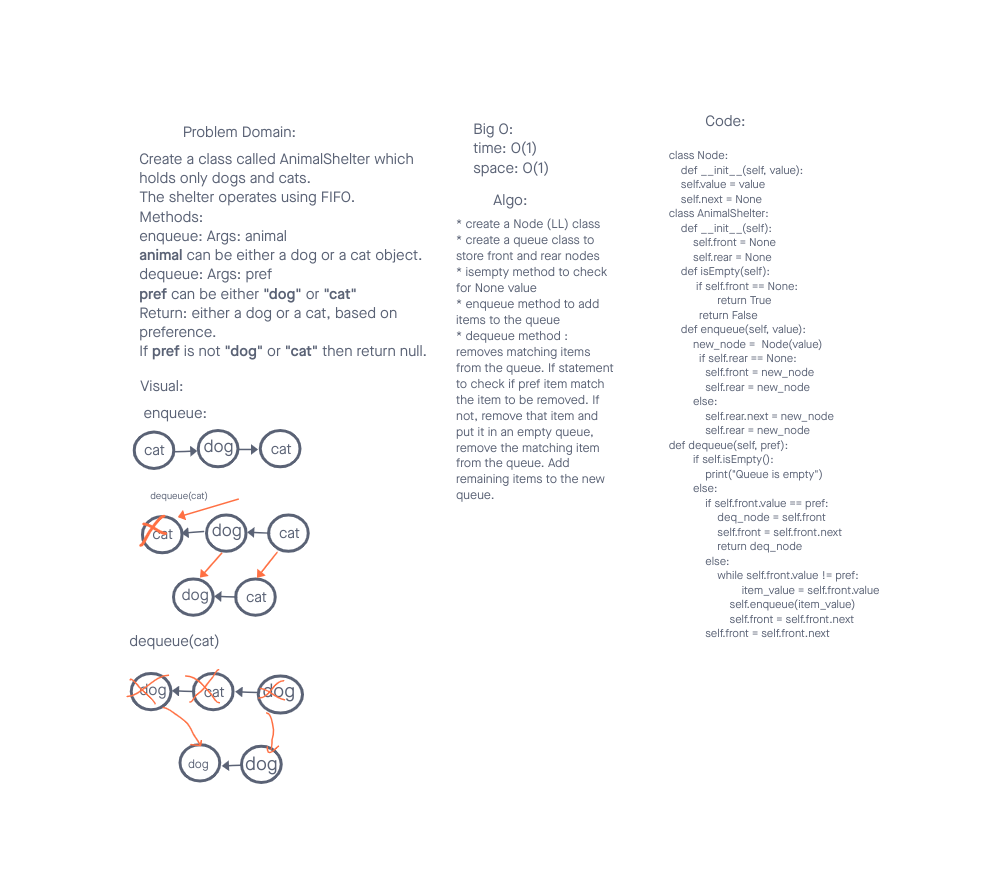 Problem Domain:
Create a class called AnimalShelter which
holds only dogs and cats.
The shelter operates using FIFO.
Methods:
enqueue: Args: animal
animal can be either a dog or a cat object.
dequeue: Args: pref
pref can be either "dog" or "cat"
Return: either a dog or a cat, based on
preference.
If pref is not "dog" or "cat" then return null.
Visual:
enqueue:
cat dog cat
dequeue(cat)
cat dog cat
dog cat
dequeue(cat)
dog cat dog
dog dog
Big O:
time: O(1)
space: O(1)
Algo:
* create a Node (LL) class
* create a queue class to
store front and rear nodes
* isempty method to check
for None value
* enqueue method to add
items to the queue
* dequeue method :
removes matching items
from the queue. If statement
to check if pref item match
the item to be removed. If
not, remove that item and
put it in an empty queue,
remove the matching item
from the queue. Add
remaining items to the new
queue.
Code:
class Node:
def __init__(self, value):
self.value = value
self.next = None
class AnimalShelter:
def __init__(self):
self.front = None
self.rear = None
def isEmpty(self):
if self.front == None:
return True
return False
def enqueue(self, value):
new_node =  Node(value)
if self.rear == None:
self.front = new_node
self.rear = new_node
else:
self.rear.next = new_node
self.rear = new_node
def dequeue(self, pref):
if self.isEmpty():
print("Queue is empty")
else:
if self.front.value == pref:
deq_node = self.front
self.front = self.front.next
return deq_node
else:
while self.front.value != pref:
item_value = self.front.value
self.enqueue(item_value)
self.front = self.front.next
self.front = self.front.next